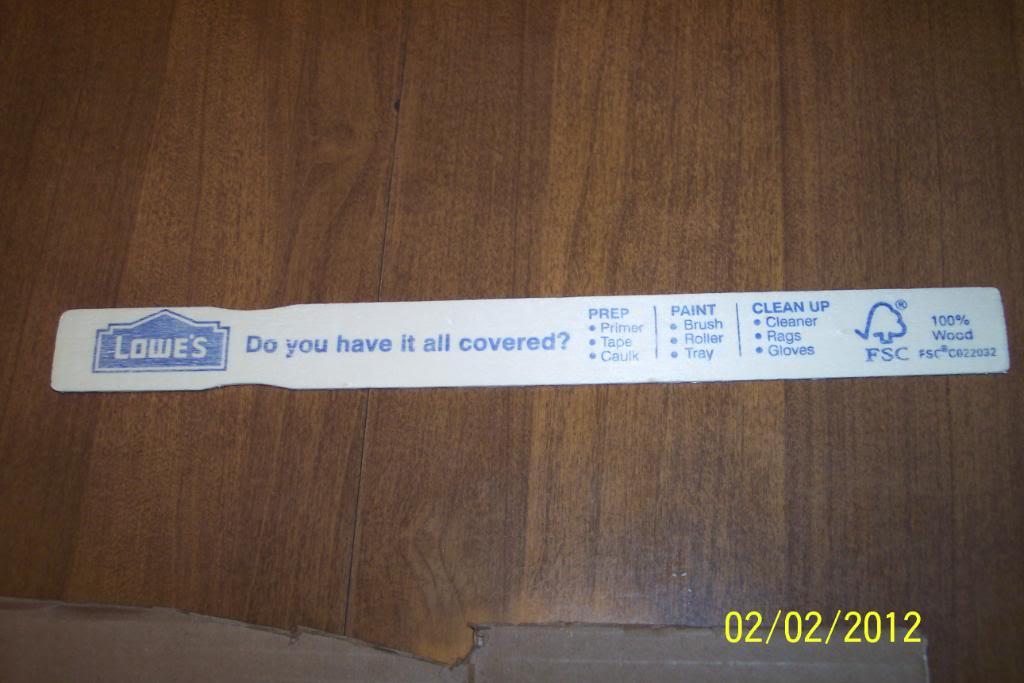 LOWE'S
Do you have it all covered?
PREP
• Primer
• Tape
• Caulk
PAINT
• Brush
• Roller
• Tray
CLEAN UP
• Cleaner
• Rags
• Gloves
®
FSC
100%
Wood
FSC® C022032
02/02/2012